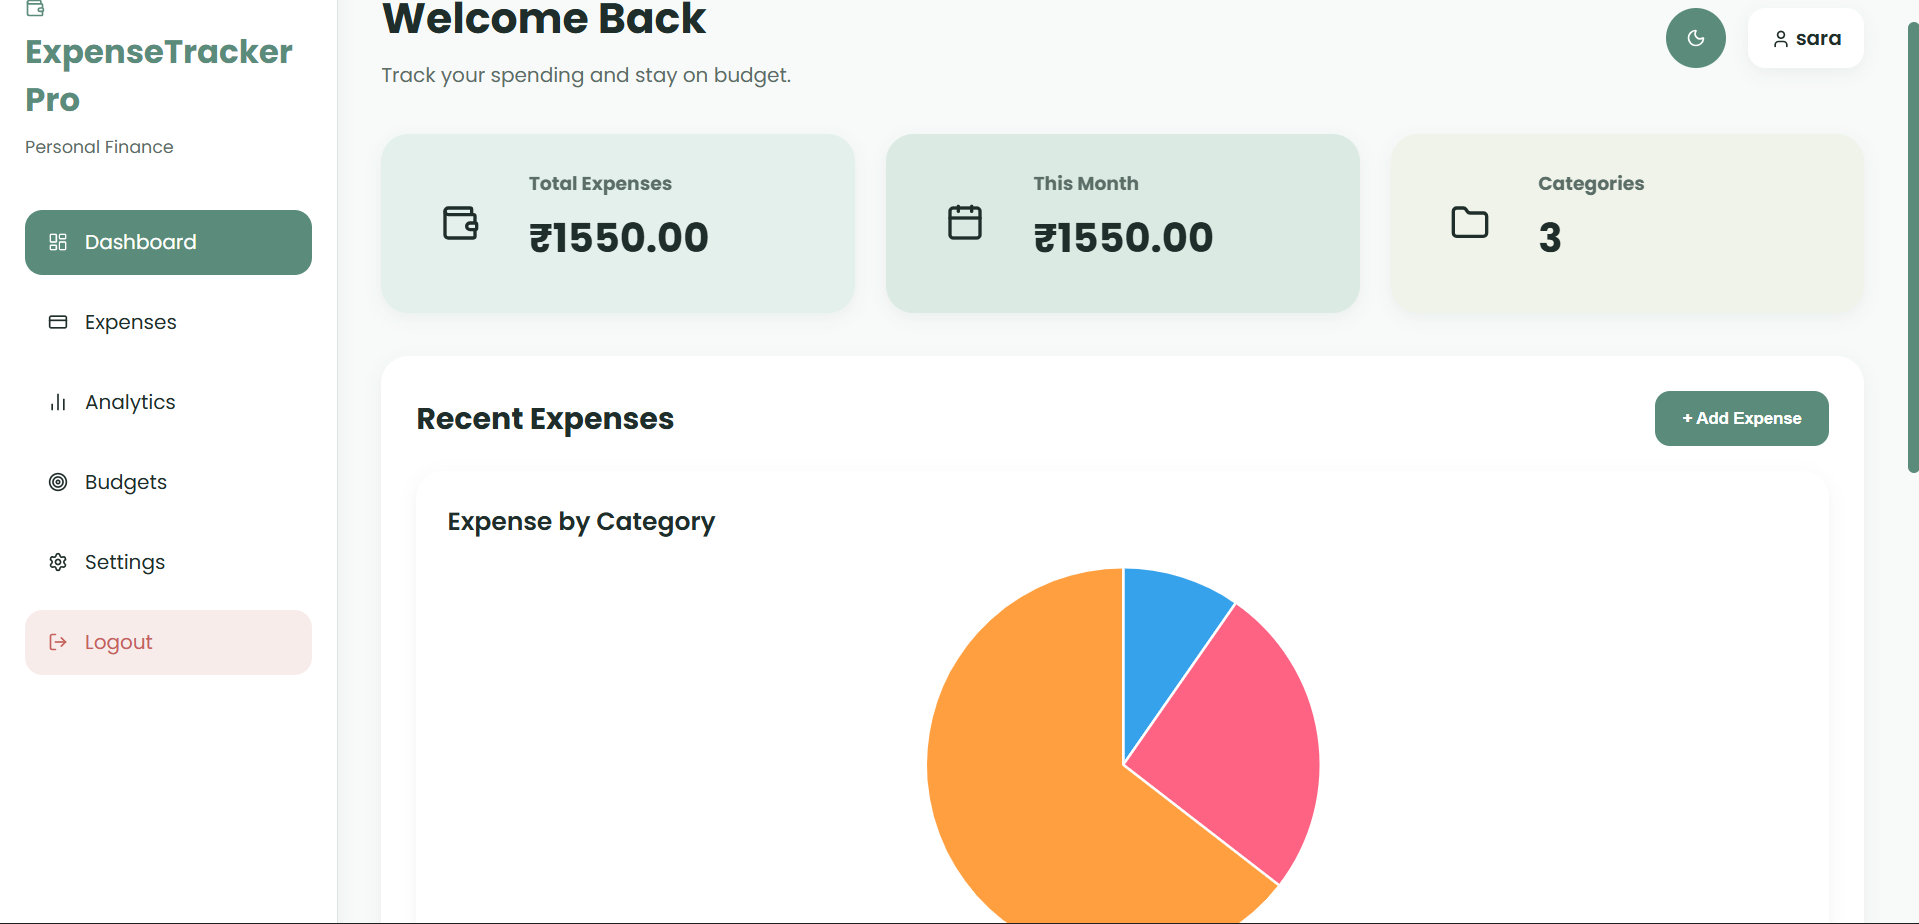 ExpenseTracker
Pro
Personal Finance
Dashboard
Expenses
Analytics
Budgets
Settings
Logout
Welcome Back
Track your spending and stay on budget.
sara
Total Expenses
₹1550.00
This Month
₹1550.00
Categories
3
Recent Expenses
+ Add Expense
Expense by Category